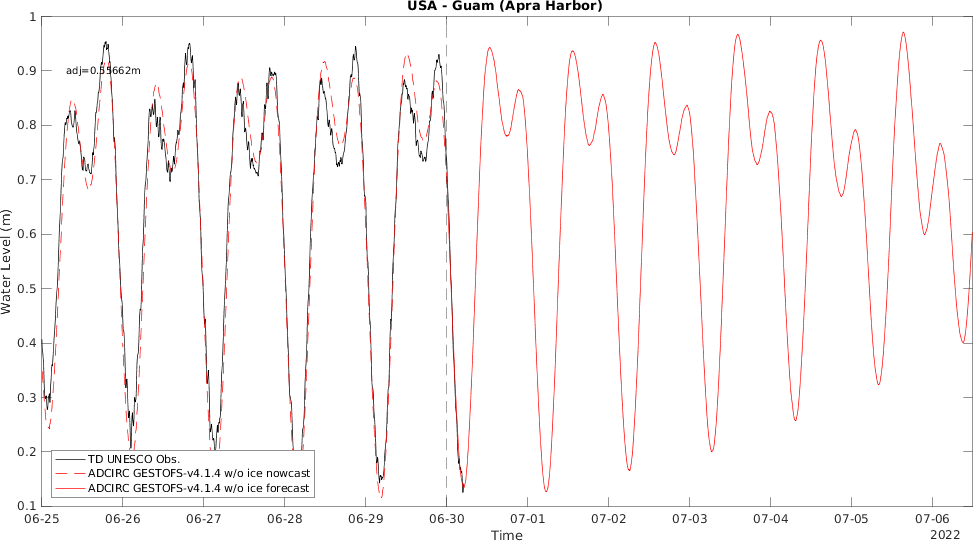 USA - Guam (Apra Harbor)
1
0.9
0.8
0.7
0.6
0.5
0.4
0.3
0.2
0.1
Water Level (m)
adj=0.55662m
TD UNESCO Obs.
ADCIRC GESTOFS-v4.1.4 w/o ice nowcast
ADCIRC GESTOFS-v4.1.4 w/o ice forecast
06-25 06-26 06-27 06-28 06-29 06-30 07-01 07-02 07-03 07-04 07-05 07-06
Time
2022